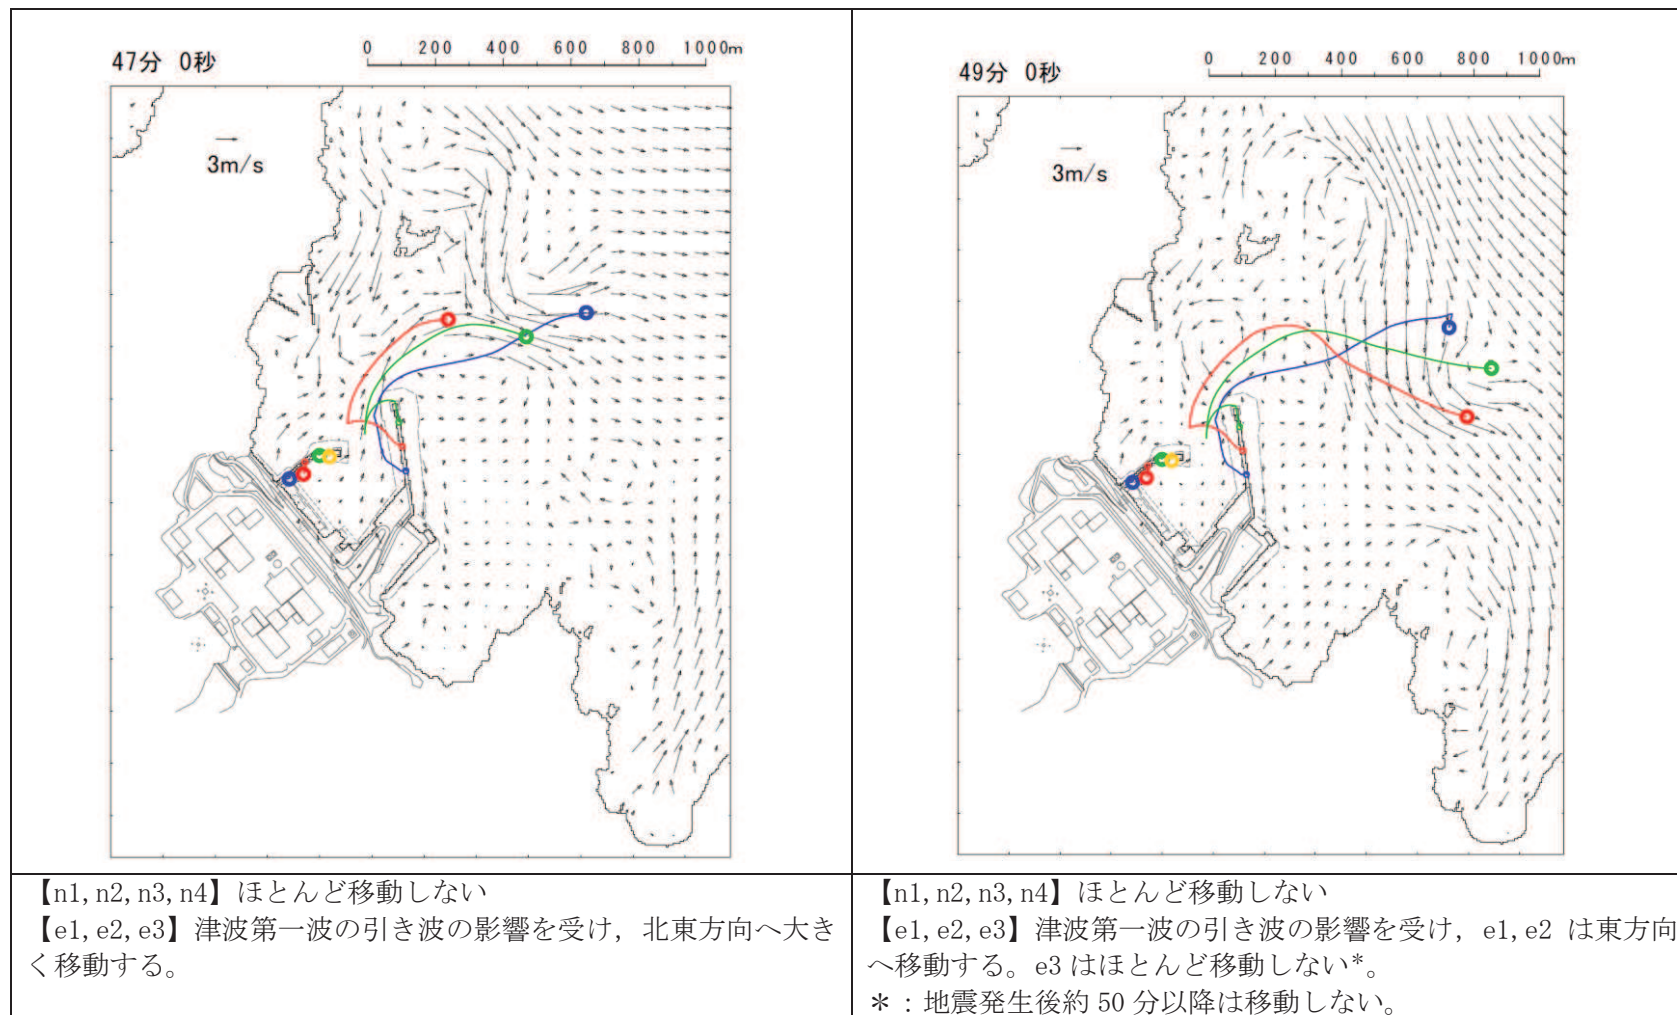 47分 0秒
0 200 400 600 800 1000m
3m/s
【n1,n2,n3,n4】ほとんど移動しない
【e1,e2,e3】津波第一波の引き波の影響を受け，北東方向へ大き
く移動する。
49分 0秒
0 200 400 600 800 1000m
3m/s
【n1,n2,n3,n4】ほとんど移動しない
【e1,e2,e3】津波第一波の引き波の影響を受け，e1,e2 は東方向
へ移動する。e3 はほとんど移動しない*。
＊：地震発生後約 50 分以降は移動しない。